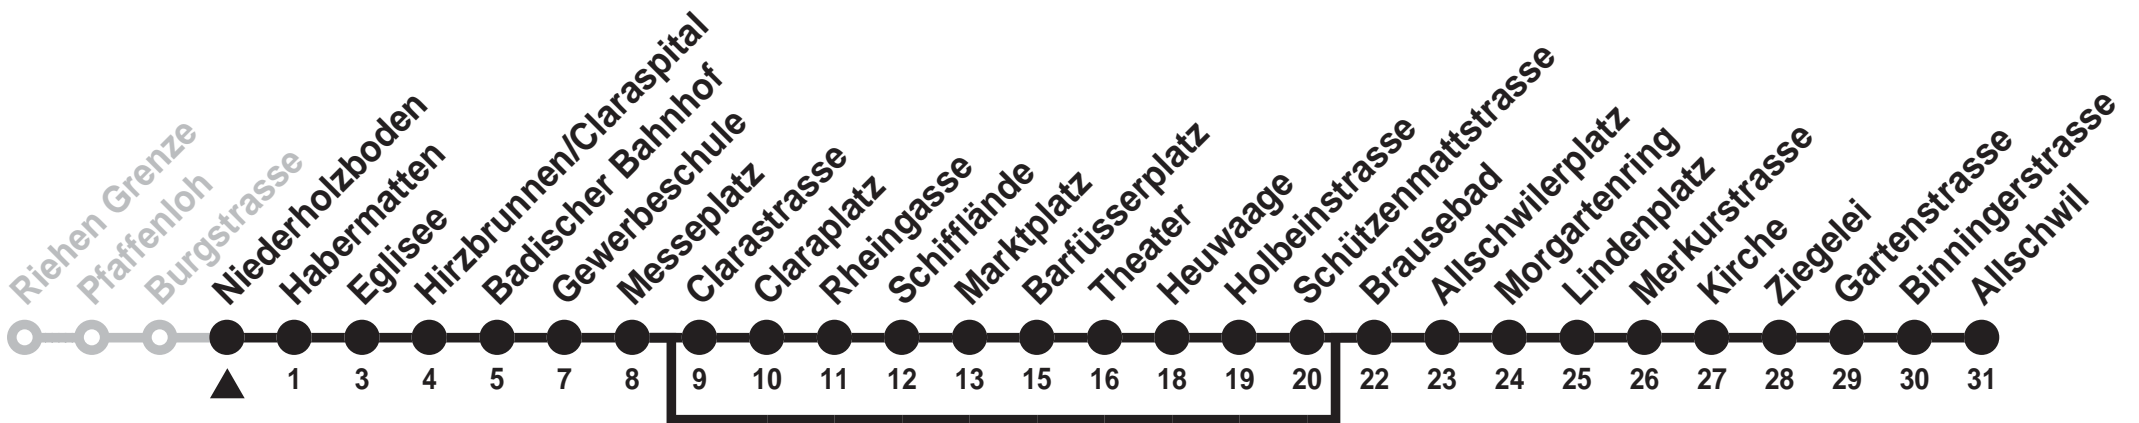 Riehen Grenze
Pfaffenloh
Burgstrasse
Niederholzboden
Habermatten
Eglisee
Hirzbrunnen/Claraspital
Badischer Bahnhof
Gewerbeschule
Messeplatz
Clarastrasse
Claraplatz
Rheingasse
Schifflände
Marktplatz
Barfüsserplatz
Theater
Heuwaage
Holbeinstrasse
Schützenmattstrasse
Brausebad
Allschwilerplatz
Morgartenring
Lindenplatz
Merkurstrasse
Kirche
Ziegelei
Gartenstrasse
Binningerstrasse
Allschwil
1 3 4 5 7 8 9 10 11 12 13 15 16 18 19 20 22 23 24 25 26 27 28 29 30 31